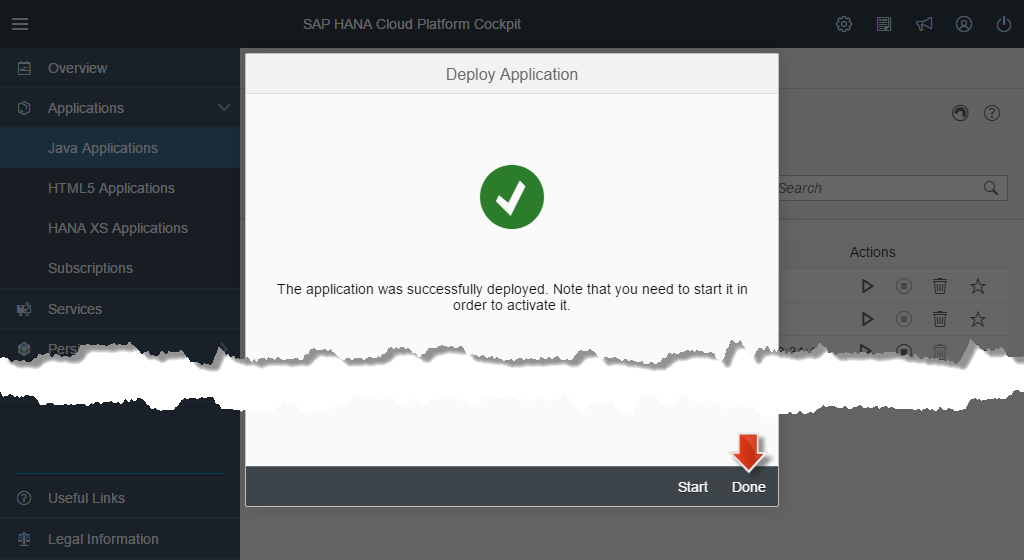 SAP HANA Cloud Platform Cockpit
Overview
Applications
Java Applications
HTML5 Applications
HANA XS Applications
Subscriptions
Services
Useful Links
Legal Information
Deploy Application
The application was successfully deployed. Note that you need to start it in
order to activate it.
Start Done
Search
Actions